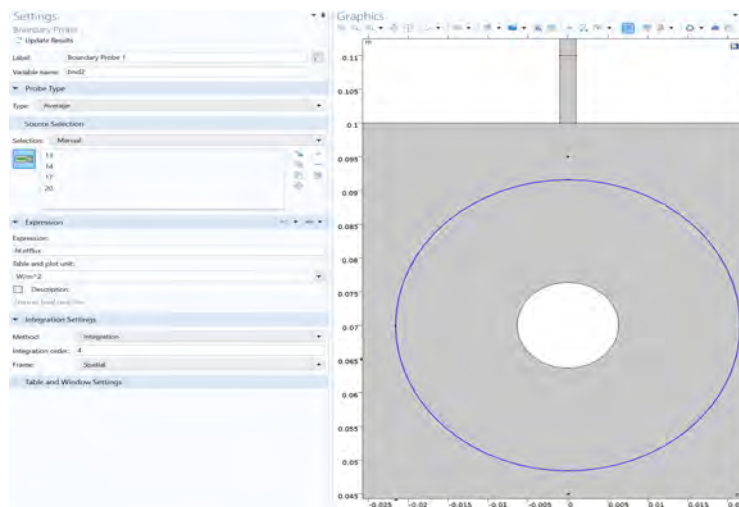 Settings
Boundary Probe
Update Results
Label: Boundary Probe 1
Variable name: bnd2
Probe Type
Type: Average
Source Selection
Selection: Manual
13
14
17
20
Expression
Expression:
ht.ntflux
Table and plot unit:
W/m^2
Description:
Integration Settings
Method: Integration
Integration order: 4
Frame: Spatial
Table and Window Settings
Graphics
m
0.11
0.105
0.1
0.095
0.09
0.085
0.08
0.075
0.07
0.065
0.06
0.055
0.05
0.045
-0.025 -0.02 -0.015 -0.01 -0.005 0 0.005 0.01 0.015